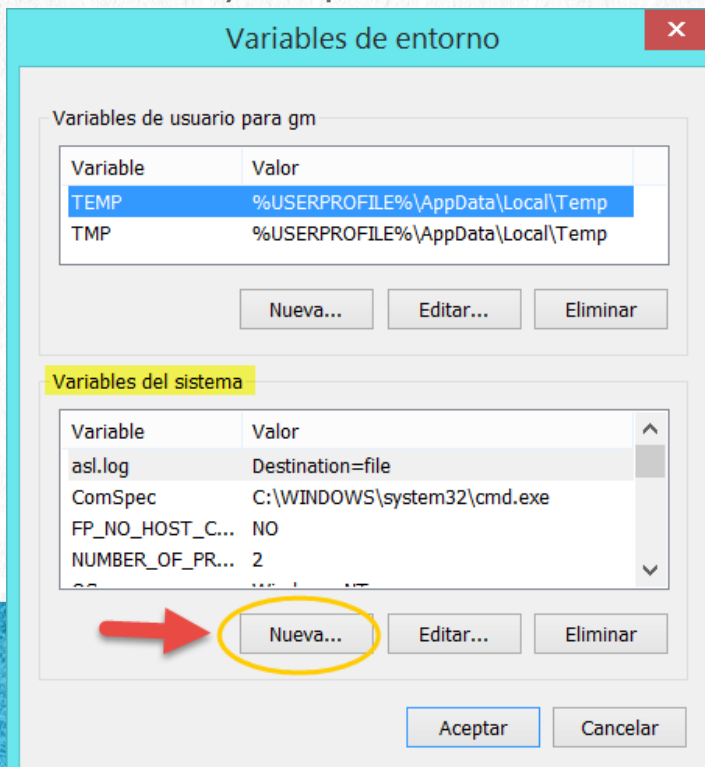 Variables de entorno
Variables de usuario para gm
Variable Valor
TEMP %USERPROFILE%\AppData\Local\Temp
TMP %USERPROFILE%\AppData\Local\Temp
Nueva... Editar... Eliminar
Variables del sistema
Variable Valor
asl.log Destination=file
ComSpec C:\WINDOWS\system32\cmd.exe
FP_NO_HOST_C... NO
NUMBER_OF_PR... 2
Nueva... Editar... Eliminar
Aceptar Cancelar